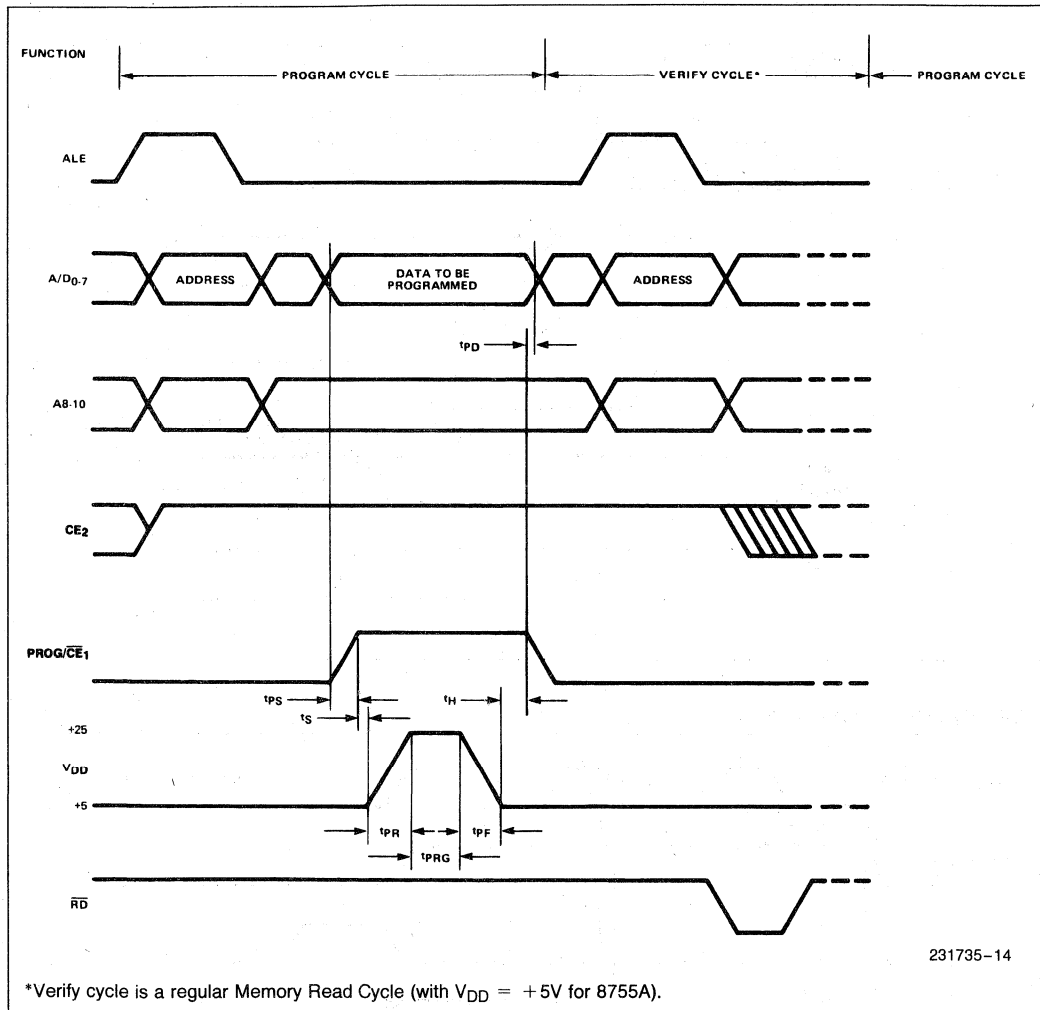 FUNCTION
PROGRAM CYCLE
VERIFY CYCLE*
PROGRAM CYCLE
ALE
A/D0-7
ADDRESS
DATA TO BE
PROGRAMMED
ADDRESS
tPD
A8-10
CE2
PROG/C̅E̅1
tPS
tH
tS
+25
VDD
+5
tPR
tPF
tPRG
R̅D̅
231735-14
*Verify cycle is a regular Memory Read Cycle (with VDD = +5V for 8755A).